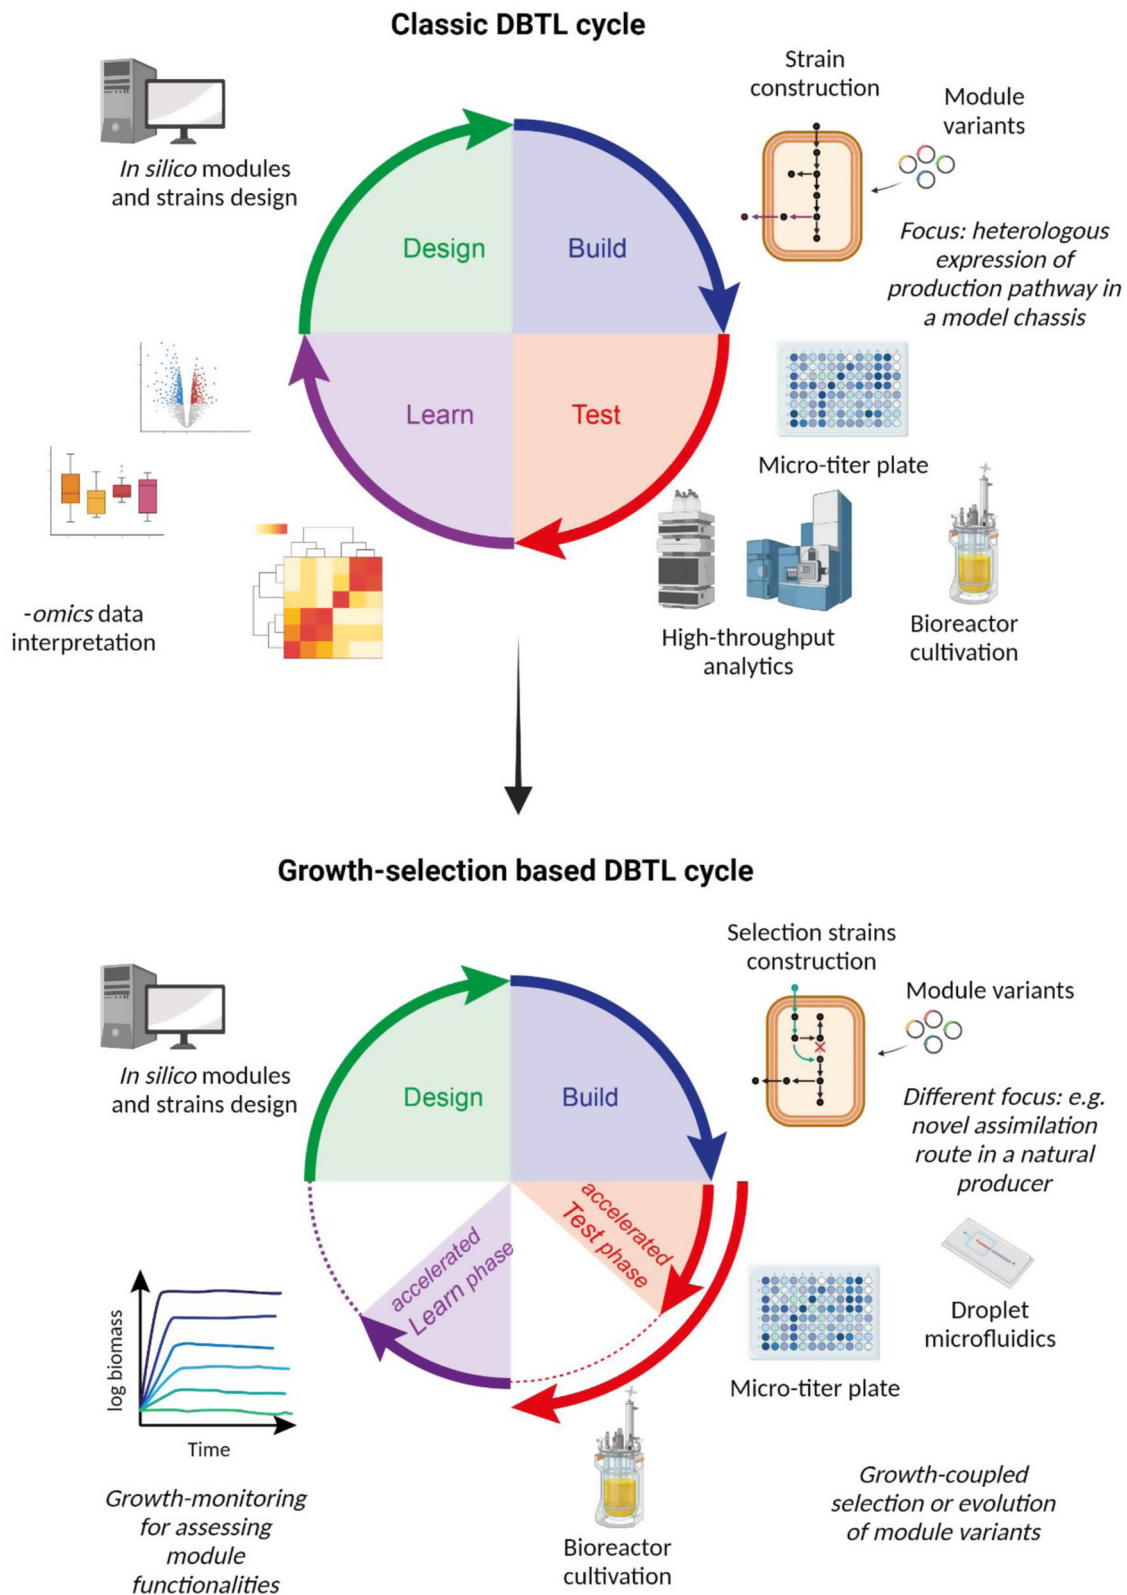 Classic DBTL cycle
In silico modules
and strains design
Strain
construction
Module
variants
Focus: heterologous
expression of
production pathway in
a model chassis
Design
Build
Learn
Test
Micro-titer plate
High-throughput
analytics
Bioreactor
cultivation
-omics data
interpretation
Growth-selection based DBTL cycle
In silico modules
and strains design
Selection strains
construction
Module variants
Different focus: e.g.
novel assimilation
route in a natural
producer
Design
Build
accelerated
Learn phase
accelerated
Test phase
Droplet
microfluidics
Micro-titer plate
log biomass
Time
Growth-monitoring
for assessing
module
functionalities
Bioreactor
cultivation
Growth-coupled
selection or evolution
of module variants